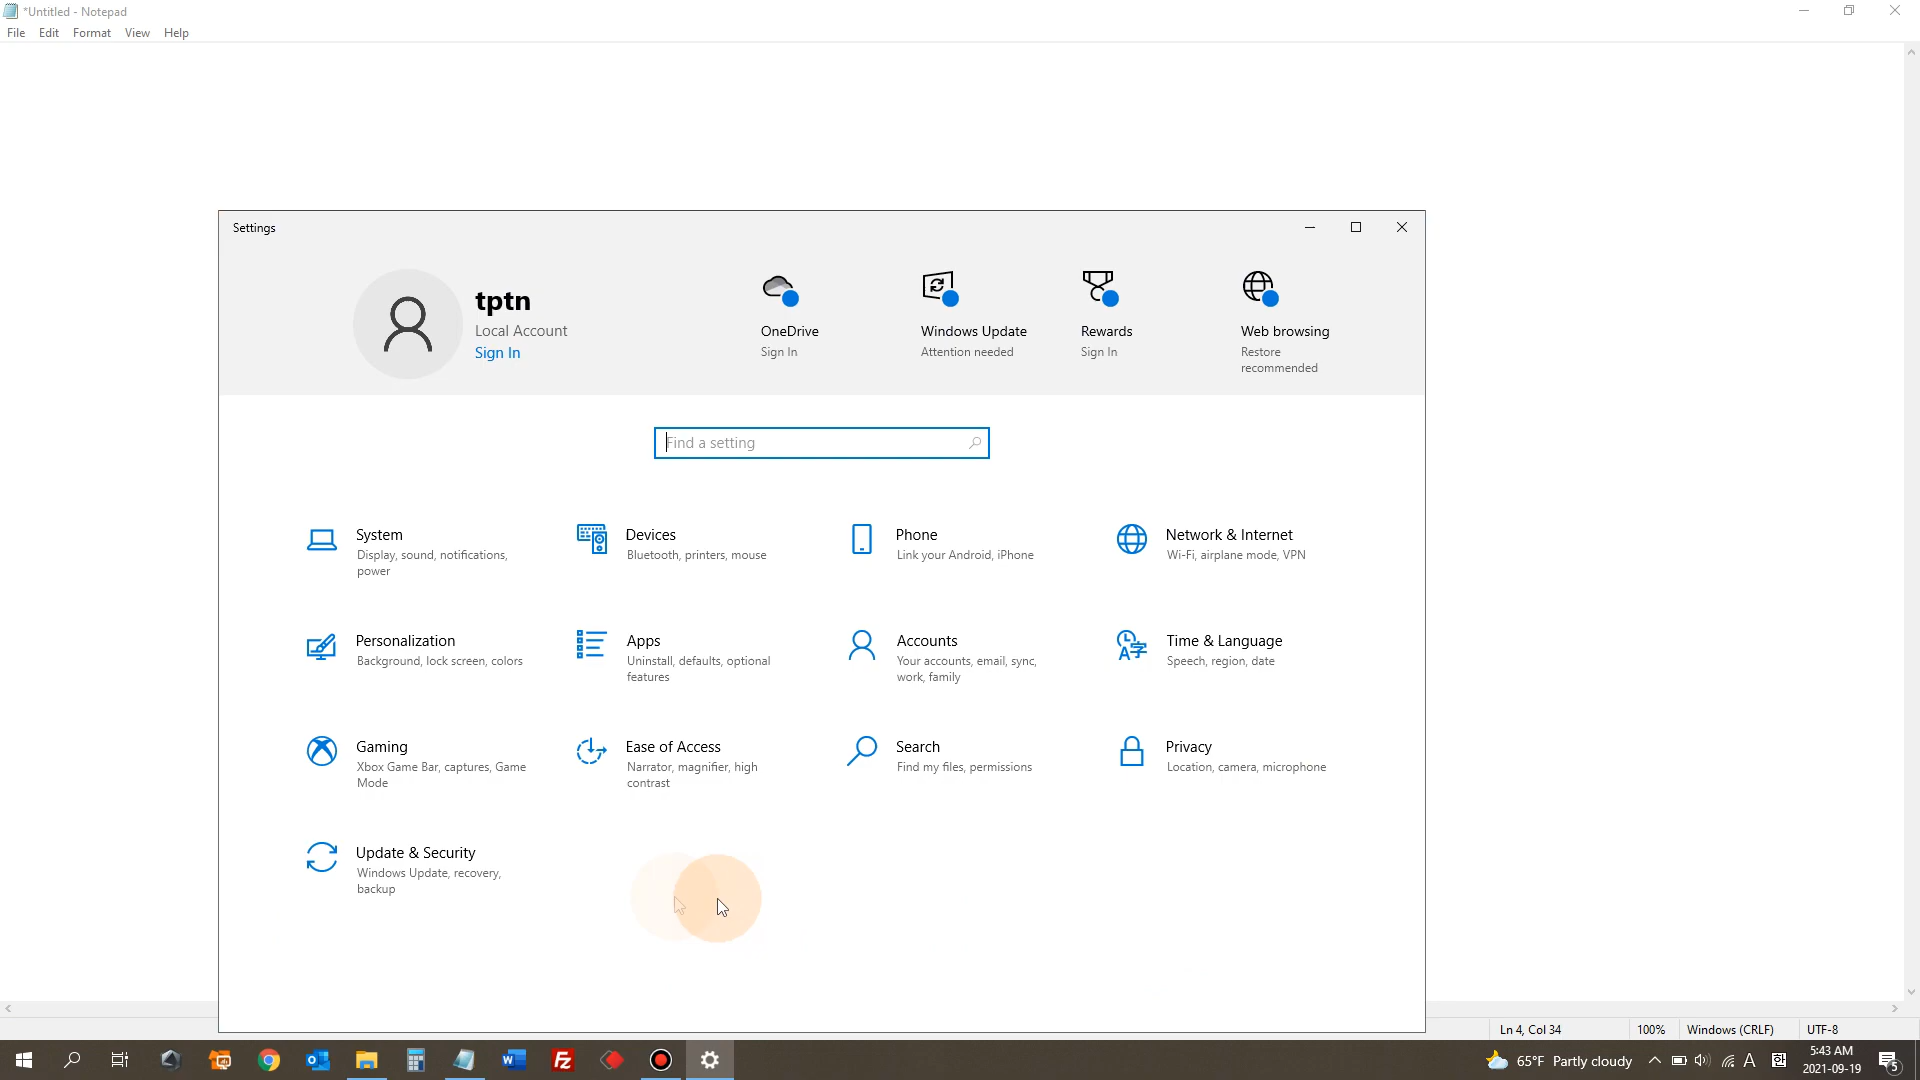 *Untitled - Notepad
File Edit Format View Help
Settings
tptn
Local Account
Sign In
OneDrive
Sign In
Windows Update
Attention needed
Rewards
Sign In
Web browsing
Restore
recommended
Find a setting
System
Display, sound, notifications,
power
Devices
Bluetooth, printers, mouse
Phone
Link your Android, iPhone
Network & Internet
Wi-Fi, airplane mode, VPN
Personalization
Background, lock screen, colors
Apps
Uninstall, defaults, optional
features
Accounts
Your accounts, email, sync,
work, family
Time & Language
Speech, region, date
Gaming
Xbox Game Bar, captures, Game
Mode
Ease of Access
Narrator, magnifier, high
contrast
Search
Find my files, permissions
Privacy
Location, camera, microphone
Update & Security
Windows Update, recovery,
backup
Ln 4, Col 34 100% Windows (CRLF) UTF-8
65°F Partly cloudy
A
5:43 AM
2021-09-19
5